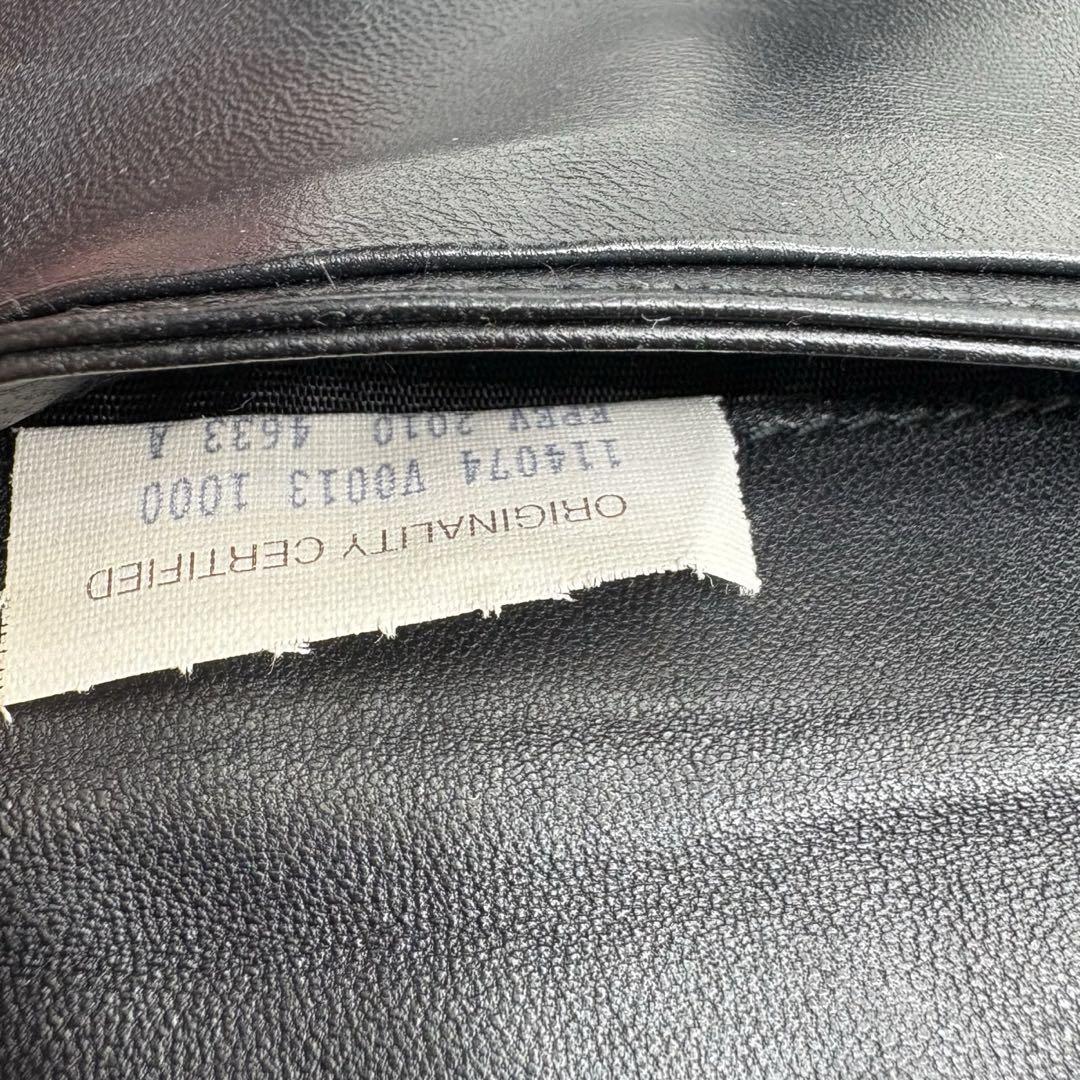 ORIGINALITY CERTIFIED
114074 V0013 1000
2010 4633 A